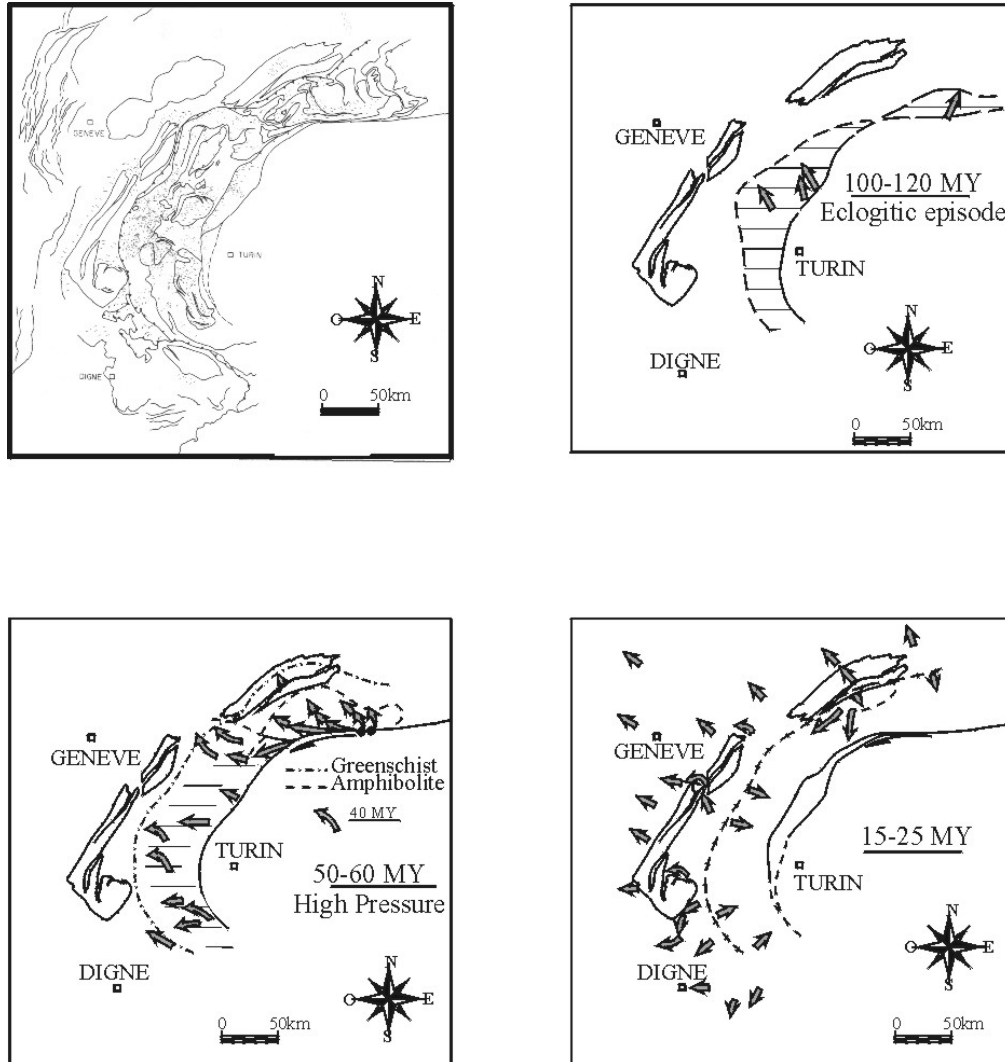 GENEVE
TURIN
DIGNE
N
O E
S
0 50km
GENEVE
100-120 MY
Eclogitic episode
TURIN
DIGNE
N
O E
S
0 50km
GENEVE
Greenschist
Amphibolite
40 MY
TURIN
50-60 MY
High Pressure
DIGNE
N
O E
S
0 50km
GENEVE
15-25 MY
TURIN
DIGNE
N
O E
S
0 50km